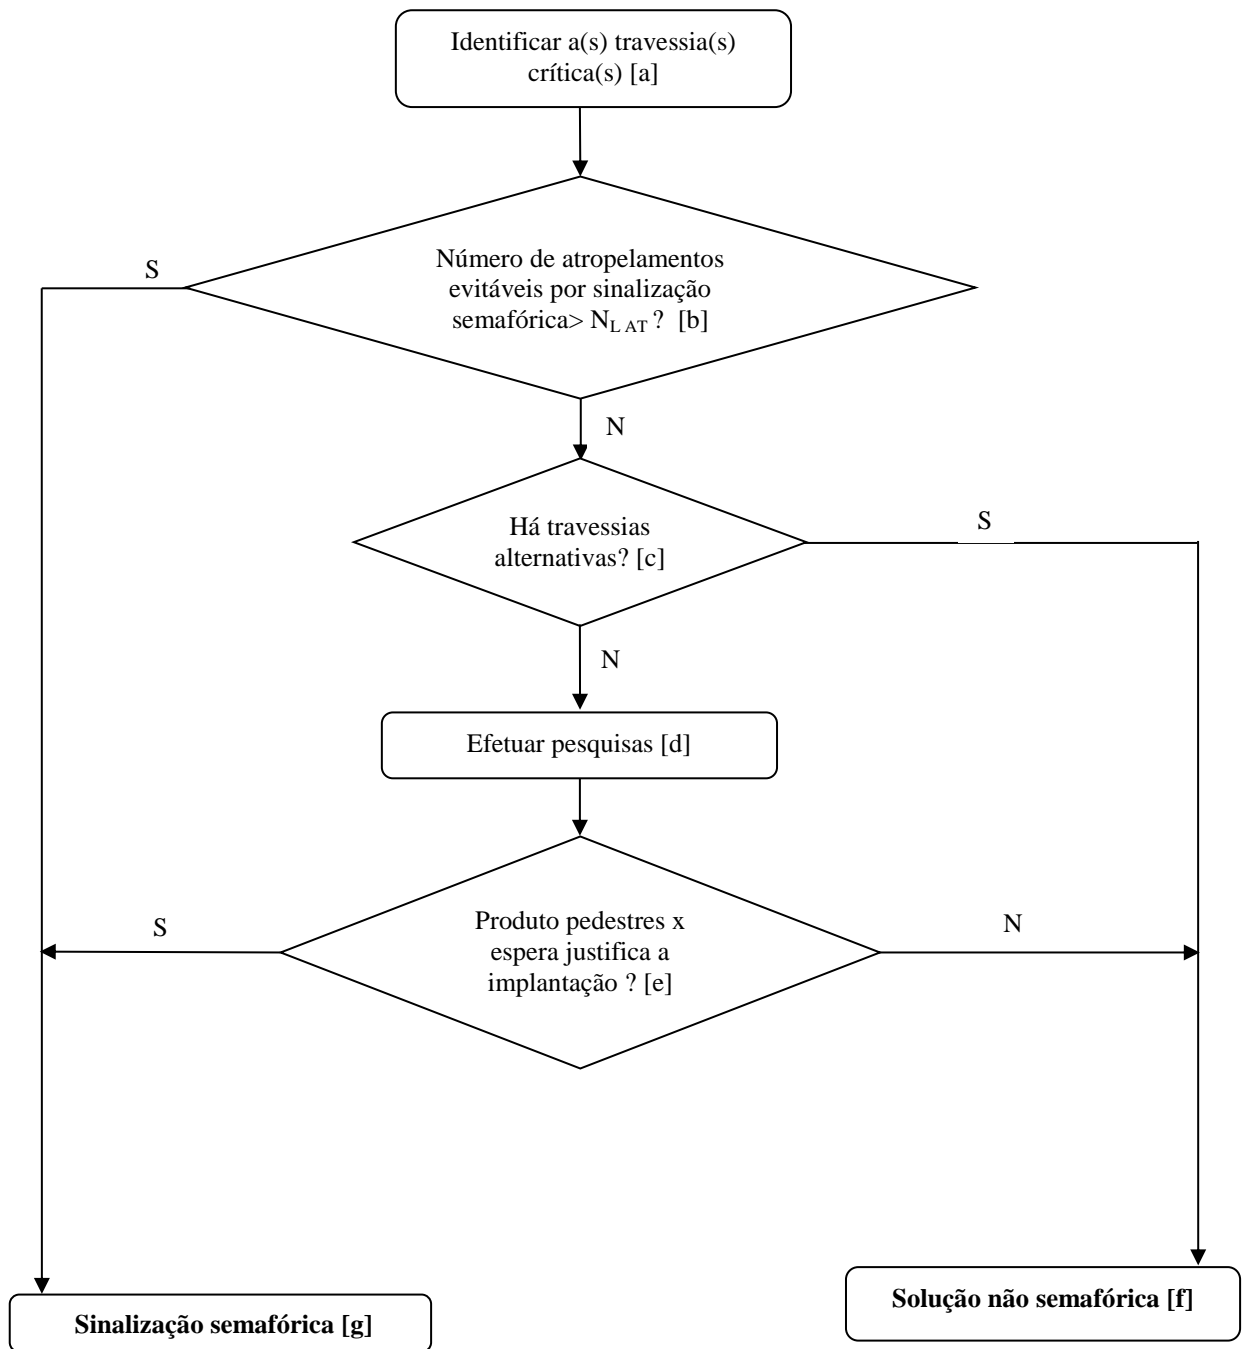 Identificar a(s) travessia(s)
crítica(s) [a]
S
Número de atropelamentos
evitáveis por sinalização
semafórica> N L AT ? [b]
N
Há travessias
alternativas? [c]
S
N
Efetuar pesquisas [d]
S
Produto pedestres x
espera justifica a
implantação ? [e]
N
Sinalização semafórica [g]
Solução não semafórica [f]